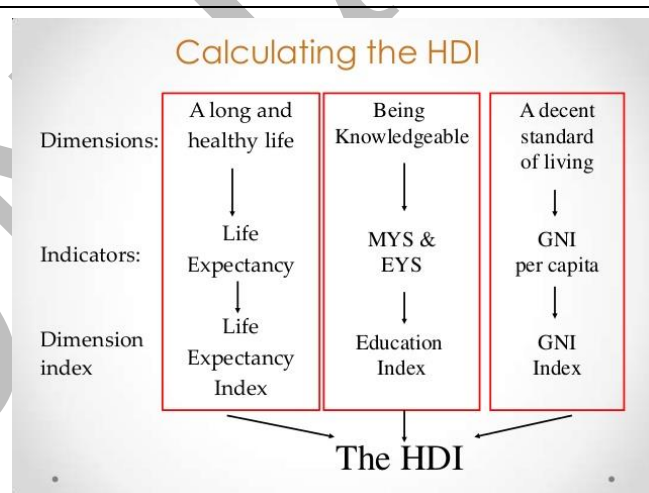 Calculating the HDI
Dimensions:
A long and
healthy life
Being
Knowledgeable
A decent
standard
of living
Indicators:
Life
Expectancy
MYS &
EYS
GNI
per capita
Dimension
index
Life
Expectancy
Index
Education
Index
GNI
Index
The HDI